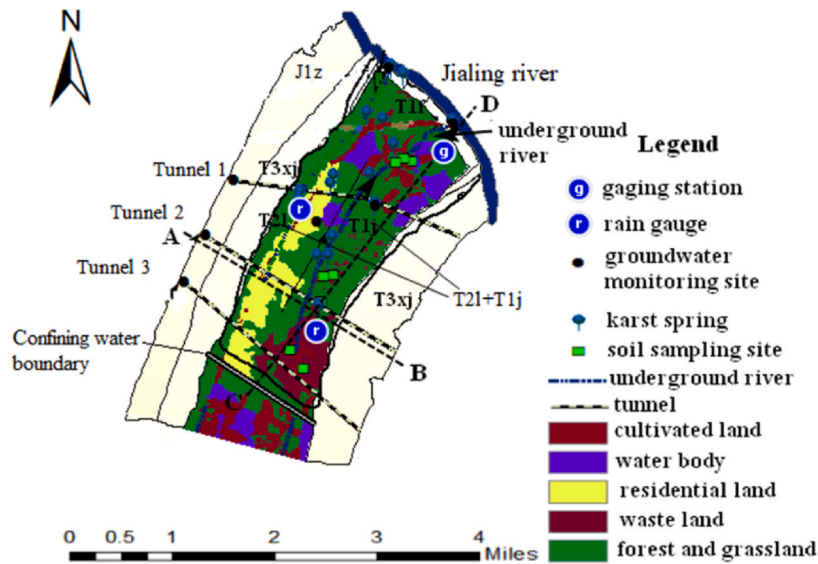 N
J1z
Jialing river
T1f
D
underground
river
Legend
g
gaging station
r
rain gauge
groundwater
monitoring site
karst spring
soil sampling site
underground river
tunnel
cultivated land
water body
residential land
waste land
forest and grassland
g
Tunnel 1
T3xj
r
Tunnel 2
T2l
T1j
A
Tunnel 3
T3xj
T2l+T1j
r
Confining water
boundary
B
C
0 0.5 1 2 3 4
Miles